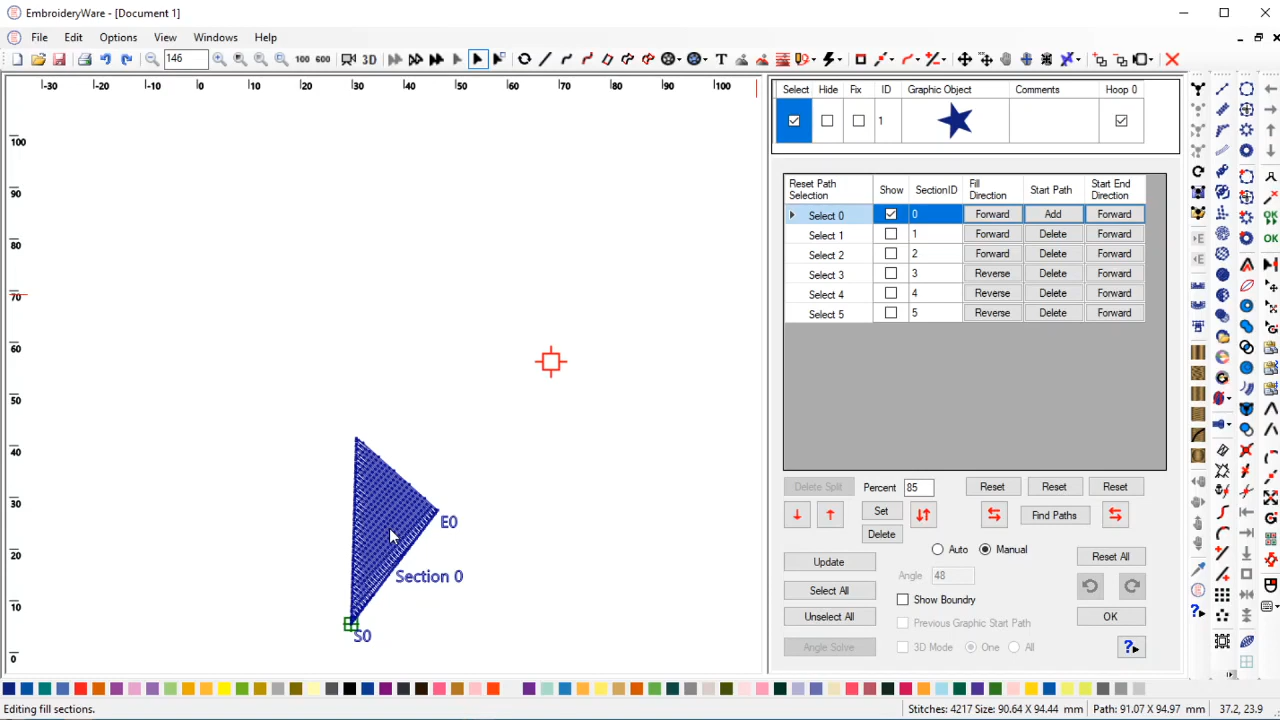 EmbroideryWare - [Document 1]
File Edit Options View Windows Help
146 100 600 3D T
-30 -20 -10 0 10 20 30 40 50 60 70 80 90 100
100
90
80
70
60
50
40
30
20
10
0
E0
Section 0
S0
Select Hide Fix ID Graphic Object Comments Hoop 0
1
Reset Path Selection Show SectionID Fill Direction Start Path Start End Direction
Select 0 0 Forward Add Forward
Select 1 1 Forward Delete Forward
Select 2 2 Forward Delete Forward
Select 3 3 Reverse Delete Forward
Select 4 4 Reverse Delete Forward
Select 5 5 Reverse Delete Forward
Delete Split Percent 85 Reset Reset Reset
Set Find Paths
Delete
Auto Manual
Update Reset All
Angle 48
Select All Show Boundry
Unselect All Previous Graphic Start Path OK
Angle Solve 3D Mode One All
Editing fill sections. Stitches: 4217 Size: 90.64 X 94.44 mm Path: 91.07 X 94.97 mm 37.2, 23.9